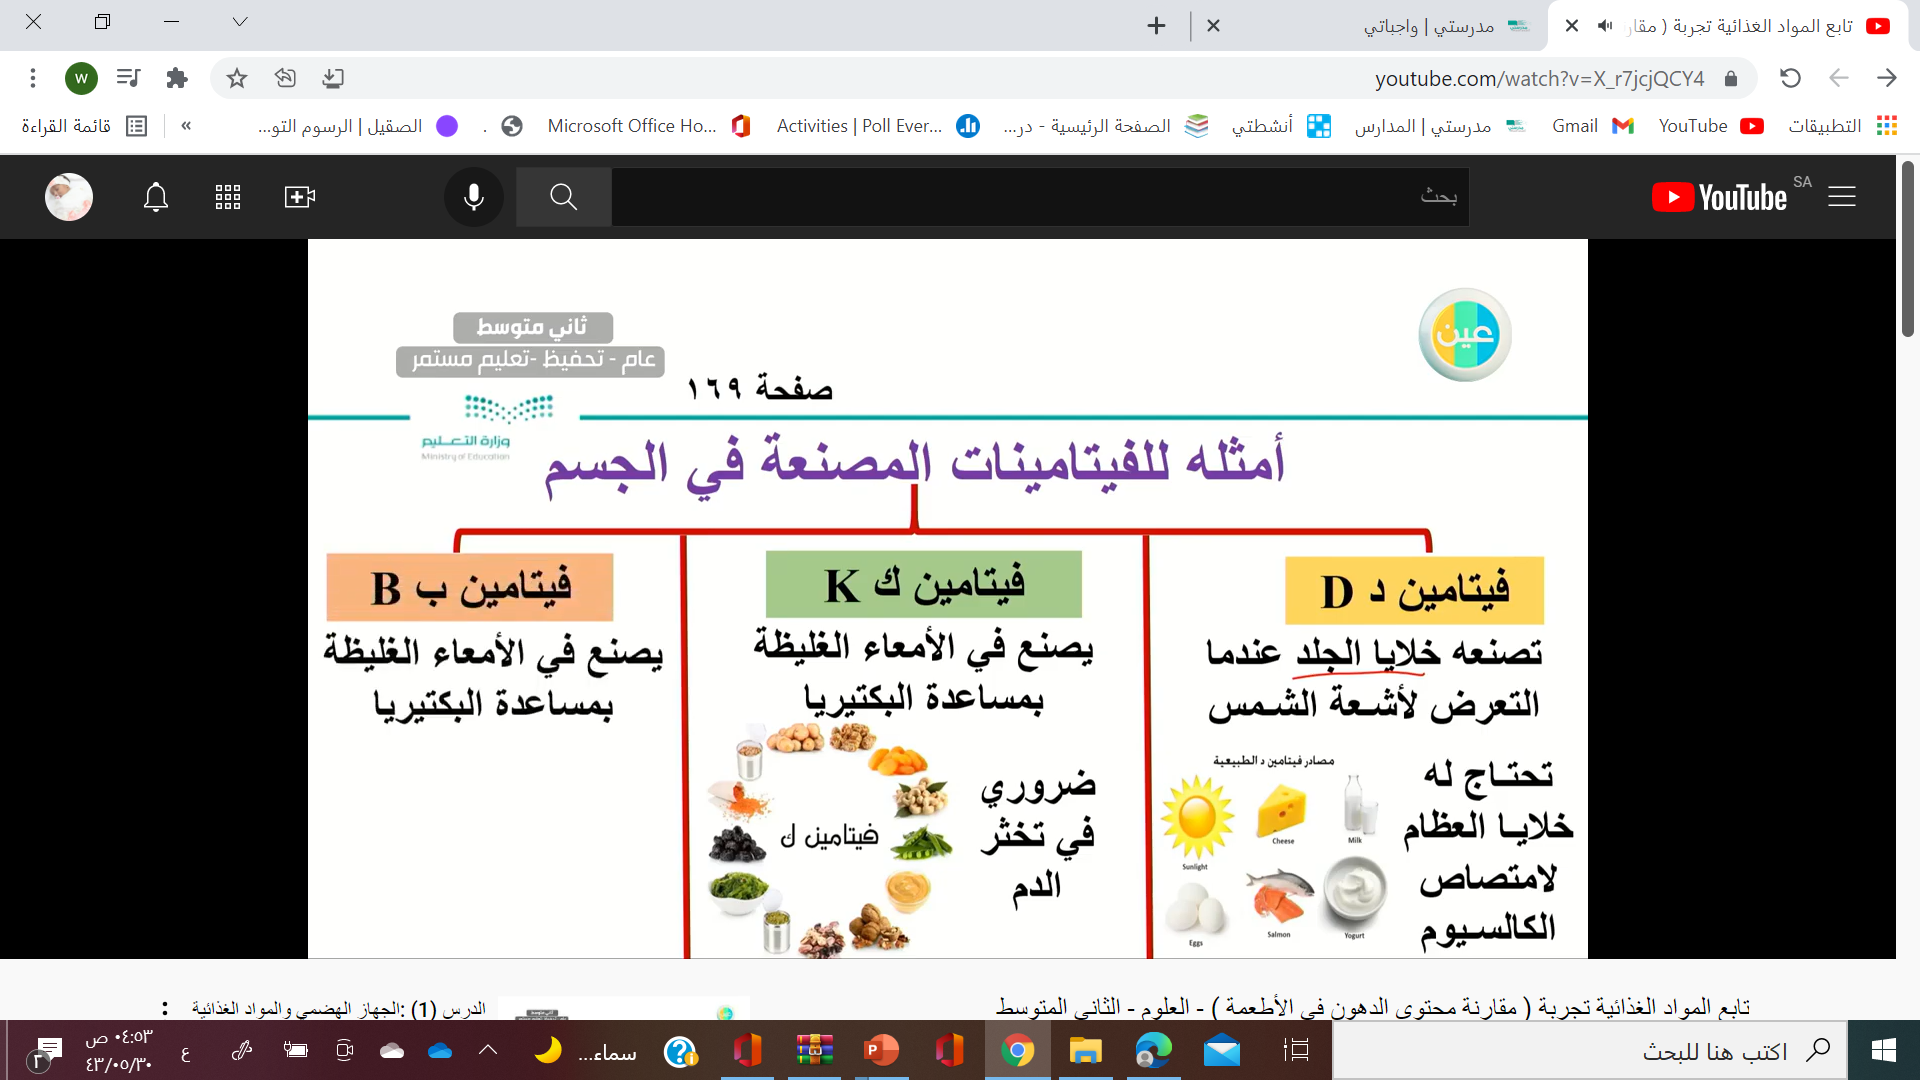 تابع المواد الغذائية تجربة ( مقار
مدرستي | واجباتي
youtube.com/watch?v=X_r7jcjQCY4
W
التطبيقات
YouTube
Gmail
مدرستي | المدارس
أنشطتي
الصفحة الرئيسية - در...
Activities | Poll Ever...
Microsoft Office Ho...
.
الصقيل | الرسوم التو...
«
قائمة القراءة
YouTube SA
بحث
عين
ثاني متوسط
عام - تحفيظ -تعليم مستمر
صفحة ١٦٩
وزارة التعليم
Ministry of Education
أمثله للفيتامينات المصنعة في الجسم
فيتامين د D
تصنعه خلايا الجلد عندما
التعرض لأشعة الشمس
تحتاج له
خلايا العظام
لامتصاص
الكالسيوم
مصادر فيتامين د الطبيعية
Sunlight
Cheese
Milk
Eggs
Salmon
Yogurt
فيتامين ك K
يصنع في الأمعاء الغليظة
بمساعدة البكتيريا
ضروري
في تخثر
الدم
فيتامين ك
فيتامين ب B
يصنع في الأمعاء الغليظة
بمساعدة البكتيريا
تابع المواد الغذائية تجربة ( مقارنة محتوى الدهون في الأطعمة ) - العلوم - الثاني المتوسط
الدرس (1) :الجهاز الهضمي والمواد الغذائية
اكتب هنا للبحث
سماء...
ع
٠٤:٥٣ ص
٤٣/٠٥/٣٠
٣